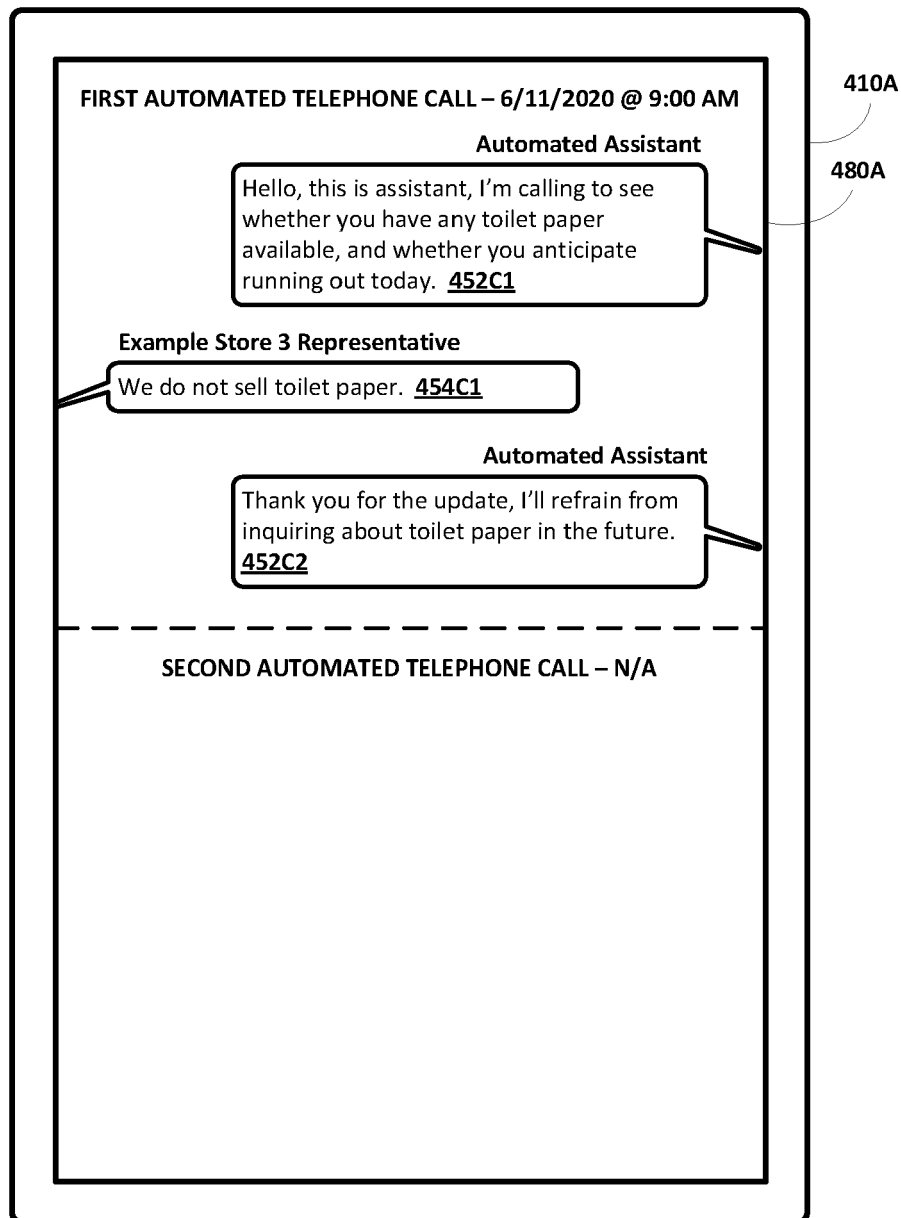 FIRST AUTOMATED TELEPHONE CALL – 6/11/2020 @ 9:00 AM
410A
Automated Assistant
480A
Hello, this is assistant, I’m calling to see
whether you have any toilet paper
available, and whether you anticipate
running out today. 452C1
Example Store 3 Representative
We do not sell toilet paper. 454C1
Automated Assistant
Thank you for the update, I’ll refrain from
inquiring about toilet paper in the future.
452C2
SECOND AUTOMATED TELEPHONE CALL – N/A